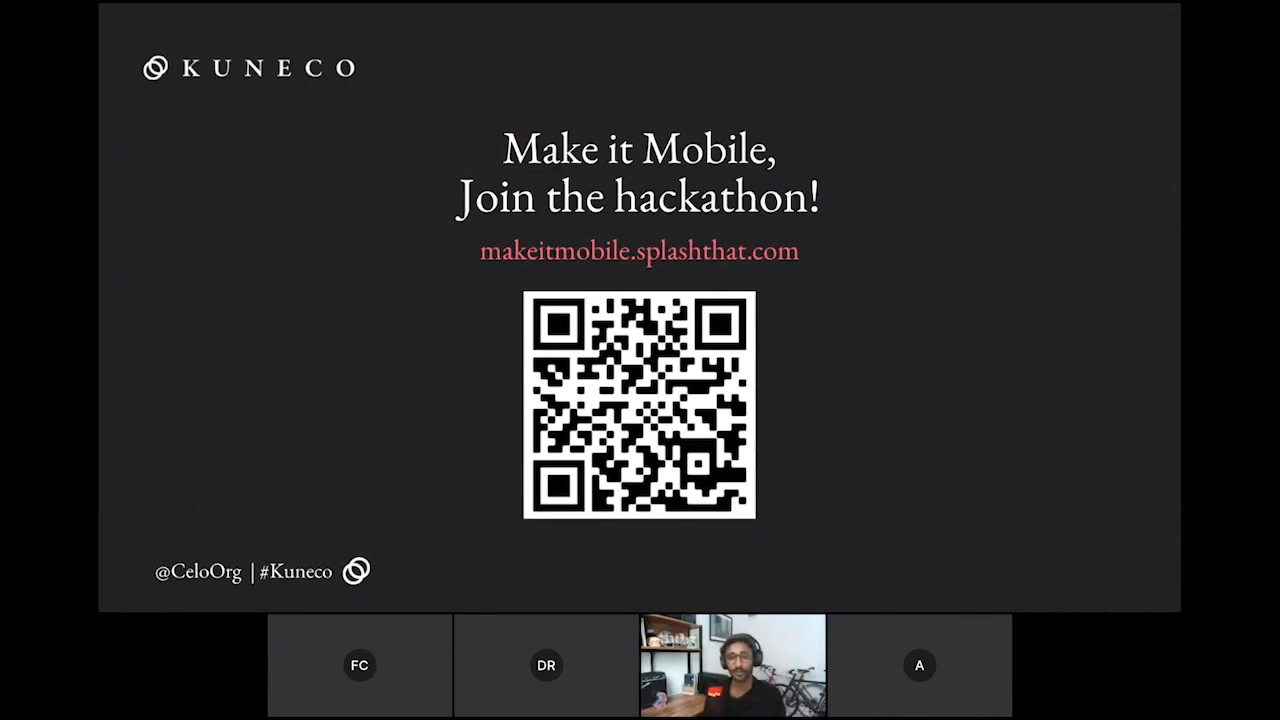 KUNECO
Make it Mobile,
Join the hackathon!
makeitmobile.splashthat.com
@CeloOrg | #Kuneco
FC
DR
A